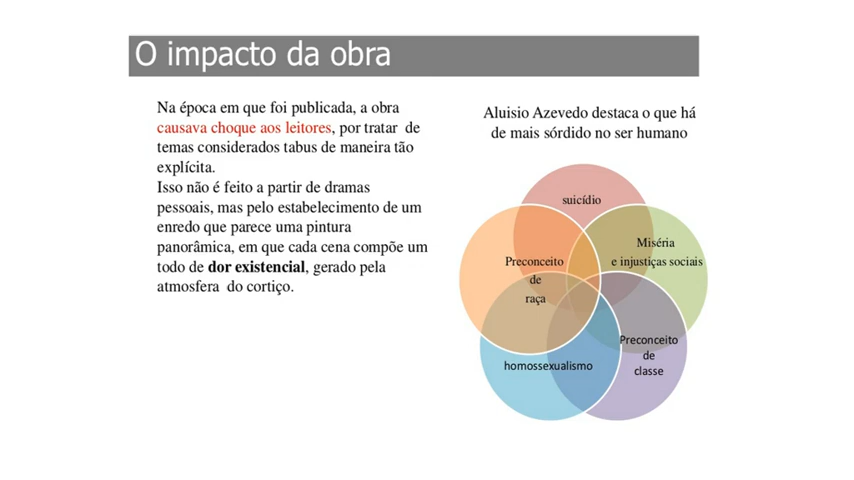 O impacto da obra
Na época em que foi publicada, a obra
causava choque aos leitores, por tratar de
temas considerados tabus de maneira tão
explícita.
Isso não é feito a partir de dramas
pessoais, mas pelo estabelecimento de um
enredo que parece uma pintura
panorâmica, em que cada cena compõe um
todo de dor existencial, gerado pela
atmosfera do cortiço.
Aluisio Azevedo destaca o que há
de mais sórdido no ser humano
suicídio
Miséria
e injustiças sociais
Preconceito
de
raça
Preconceito
de
classe
homossexualismo